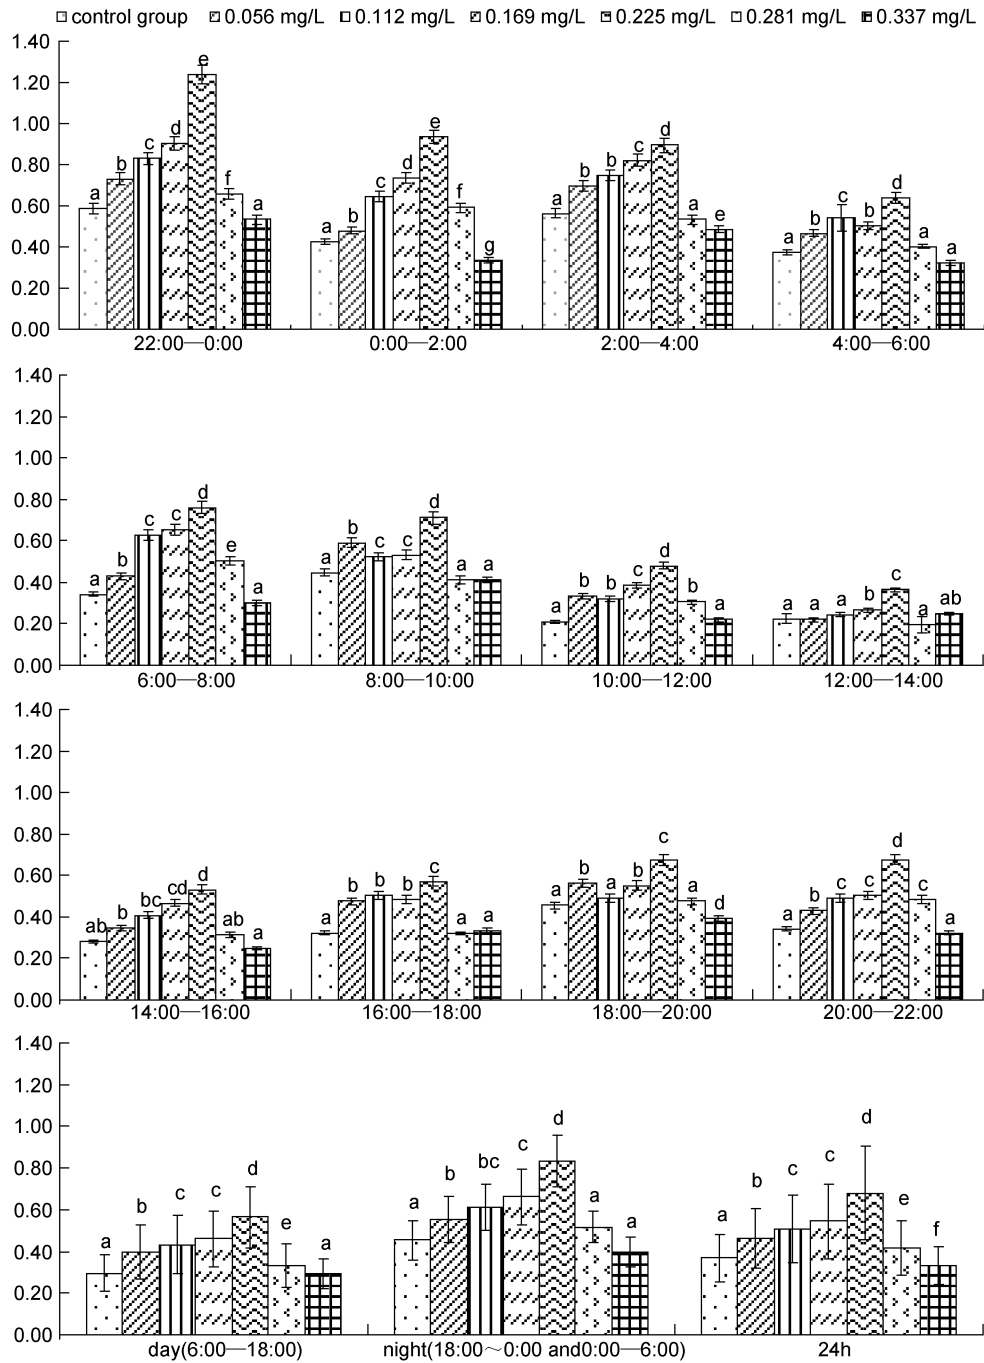 control group 0.056 mg/L 0.112 mg/L 0.169 mg/L 0.225 mg/L 0.281 mg/L 0.337 mg/L
1.40
1.20
1.00
0.80
0.60
0.40
0.20
0.00
a b c d e f a
a b c d e f g
a b b c d a e
a b c b d a a
22:00—0:00 0:00—2:00 2:00—4:00 4:00—6:00
1.40
1.20
1.00
0.80
0.60
0.40
0.20
0.00
a b c c d e a
a b c c d a a
a b b c d b a
a a a b c a ab
6:00—8:00 8:00—10:00 10:00—12:00 12:00—14:00
1.40
1.20
1.00
0.80
0.60
0.40
0.20
0.00
ab b bc cd d ab a
a b b b c a a
a b a b c a d
a b c c d c a
14:00—16:00 16:00—18:00 18:00—20:00 20:00—22:00
1.40
1.20
1.00
0.80
0.60
0.40
0.20
0.00
a b c c d e a
a b bc c d a a
a b c c d e f
day(6:00—18:00) night(18:00～0:00 and0:00—6:00) 24h